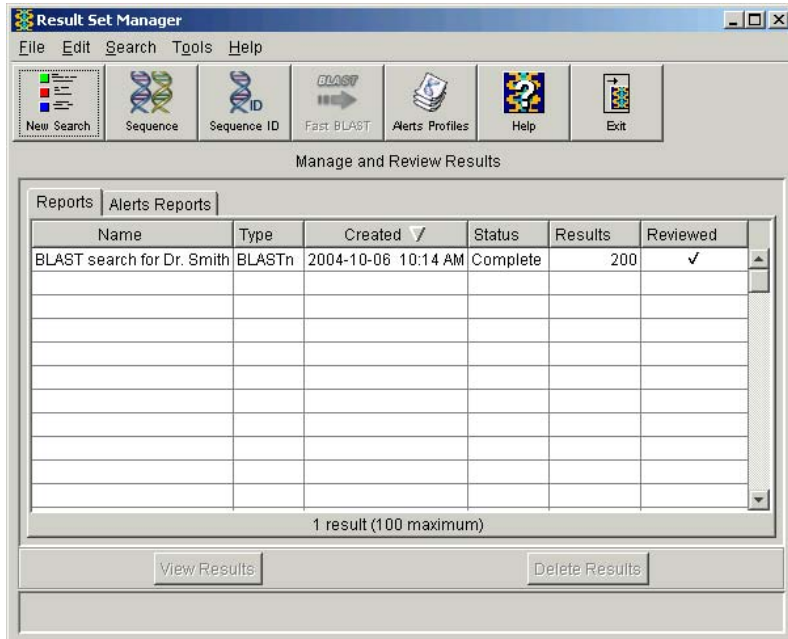 Result Set Manager
File Edit Search Tools Help
BLAST
ID
New Search Sequence Sequence ID Fast BLAST Alerts Profiles Help Exit
Manage and Review Results
Reports Alerts Reports
Name Type Created Status Results Reviewed
BLAST search for Dr. Smith BLASTn 2004-10-06 10:14 AM Complete 200 ✓
1 result (100 maximum)
View Results Delete Results